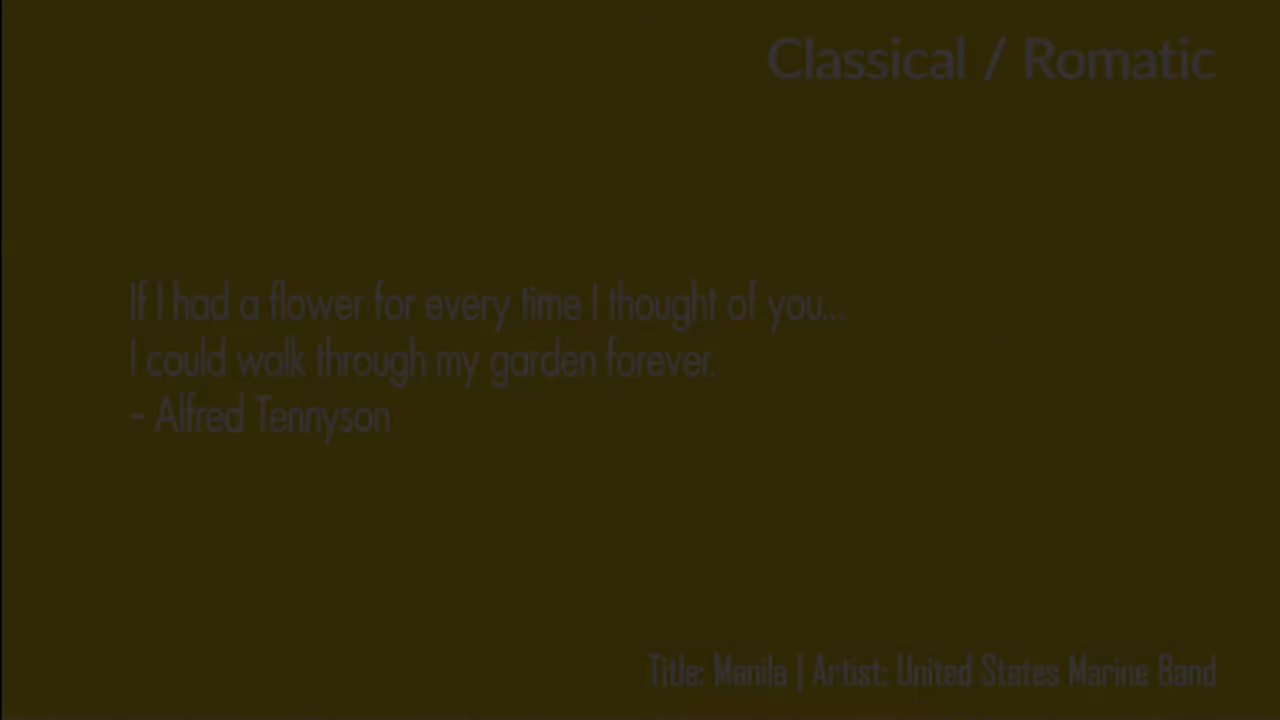 Classical / Romatic
If I had a flower for every time I thought of you...
I could walk through my garden forever.
- Alfred Tennyson
Title: Manila | Artist: United States Marine Band